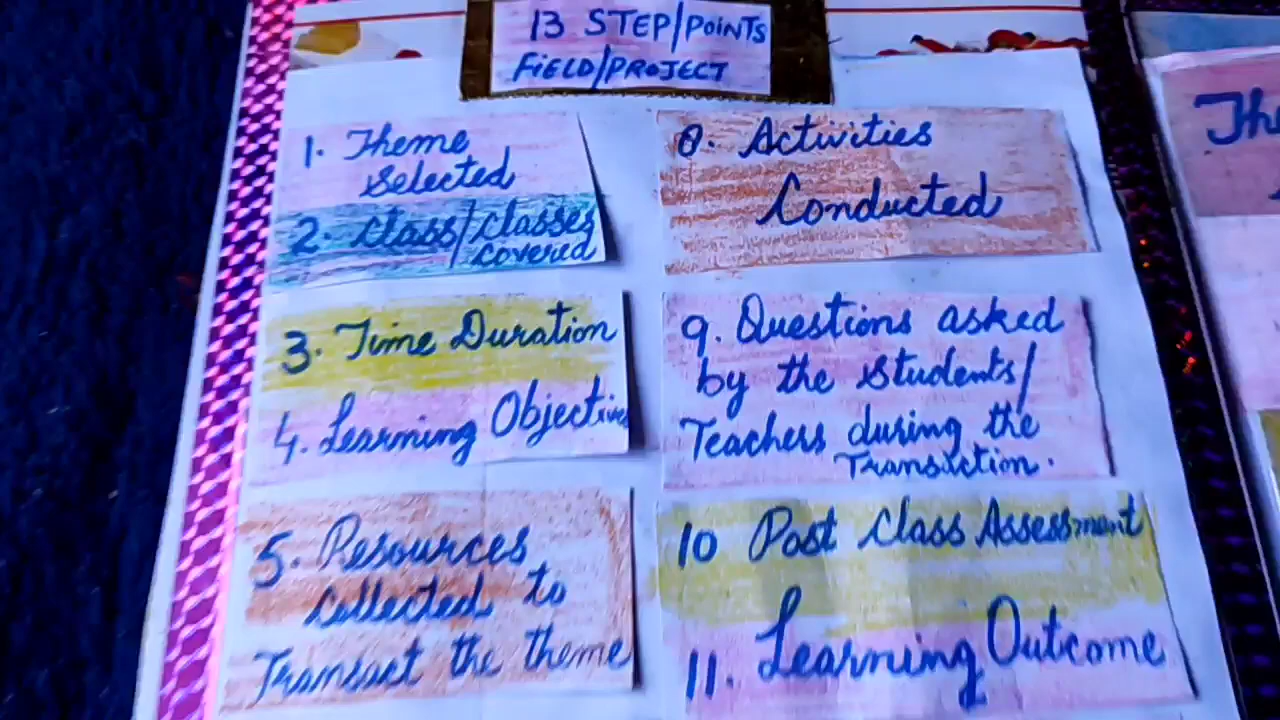 13 STEP/POINTS
FIELD/PROJECT
1. Theme
Selected
2. Class/Classes
covered
3. Time Duration
4. Learning Objective
5. Resources
Collected to
Transact the theme
8. Activities
Conducted
9. Questions asked
by the students/
Teachers during the
Transaction.
10 Post Class Assessment
11. Learning Outcome
Th